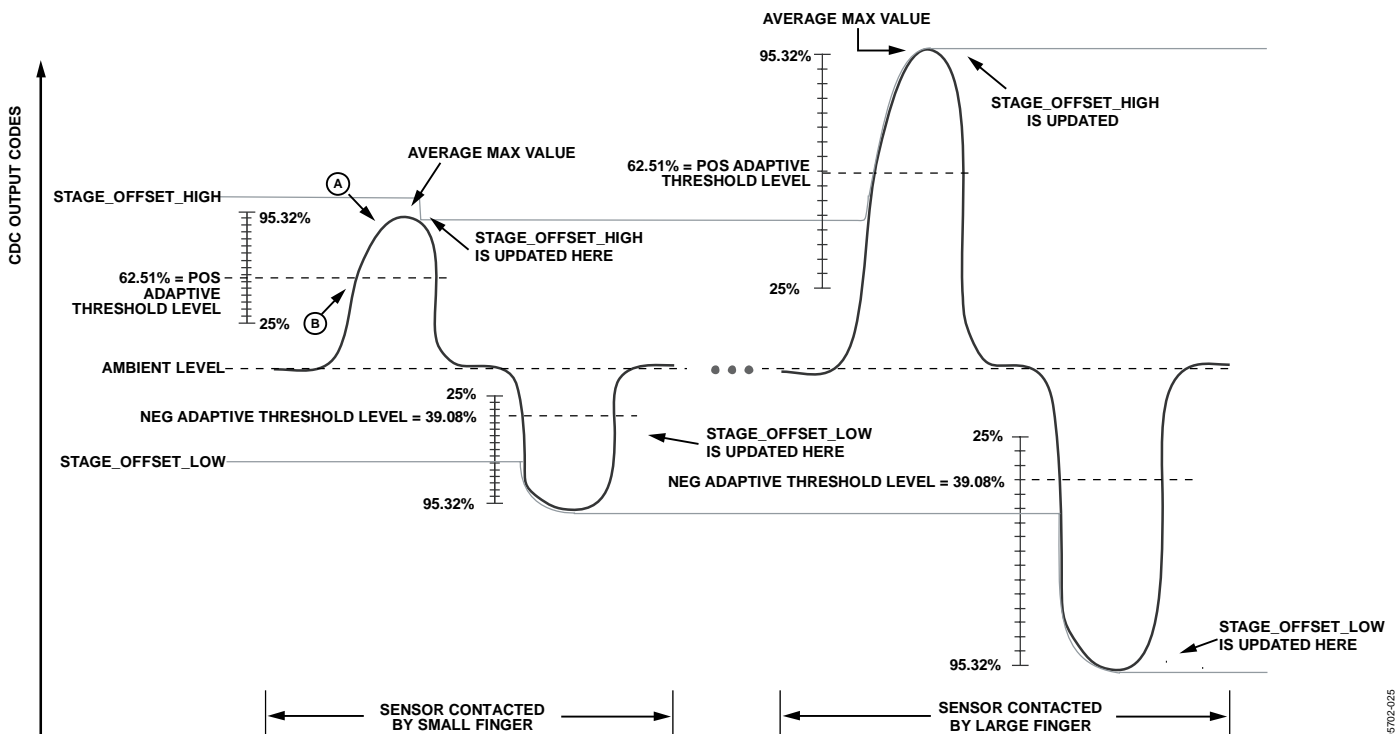 AVERAGE MAX VALUE
95.32%
STAGE_OFFSET_HIGH
IS UPDATED
62.51% = POS ADAPTIVE
THRESHOLD LEVEL
25%
CDC OUTPUT CODES
A
AVERAGE MAX VALUE
STAGE_OFFSET_HIGH
95.32%
STAGE_OFFSET_HIGH
IS UPDATED HERE
62.51% = POS
ADAPTIVE
THRESHOLD LEVEL
25%
B
AMBIENT LEVEL
25%
NEG ADAPTIVE THRESHOLD LEVEL = 39.08%
STAGE_OFFSET_LOW
IS UPDATED HERE
STAGE_OFFSET_LOW
95.32%
25%
NEG ADAPTIVE THRESHOLD LEVEL = 39.08%
95.32%
STAGE_OFFSET_LOW
IS UPDATED HERE
SENSOR CONTACTED
BY SMALL FINGER
SENSOR CONTACTED
BY LARGE FINGER